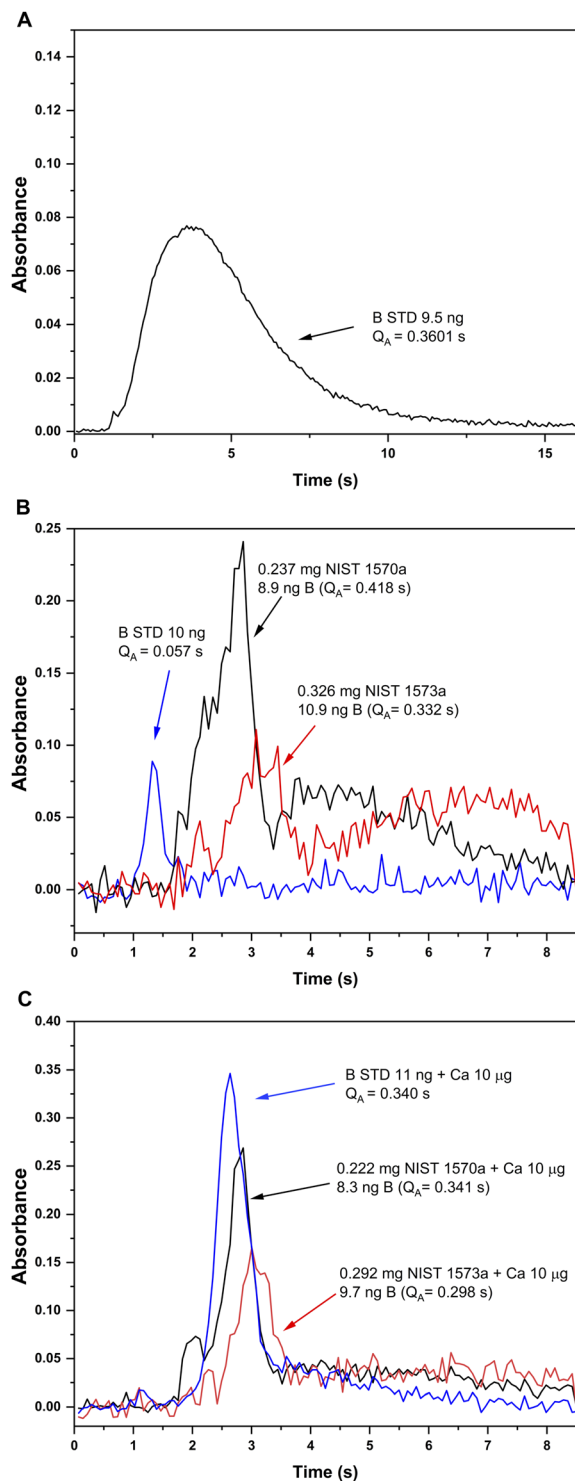 A
0.14
0.12
0.10
0.08
0.06
0.04
0.02
0.00
Absorbance
B STD 9.5 ng
Q_A = 0.3601 s
0 5 10 15
Time (s)
B
0.25
0.20
0.15
0.10
0.05
0.00
Absorbance
0.237 mg NIST 1570a
8.9 ng B (Q_A= 0.418 s)
B STD 10 ng
Q_A = 0.057 s
0.326 mg NIST 1573a
10.9 ng B (Q_A= 0.332 s)
0 1 2 3 4 5 6 7 8
Time (s)
C
0.40
0.35
0.30
0.25
0.20
0.15
0.10
0.05
0.00
Absorbance
B STD 11 ng + Ca 10 μg
Q_A = 0.340 s
0.222 mg NIST 1570a + Ca 10 μg
8.3 ng B (Q_A= 0.341 s)
0.292 mg NIST 1573a + Ca 10 μg
9.7 ng B (Q_A= 0.298 s)
0 1 2 3 4 5 6 7 8
Time (s)